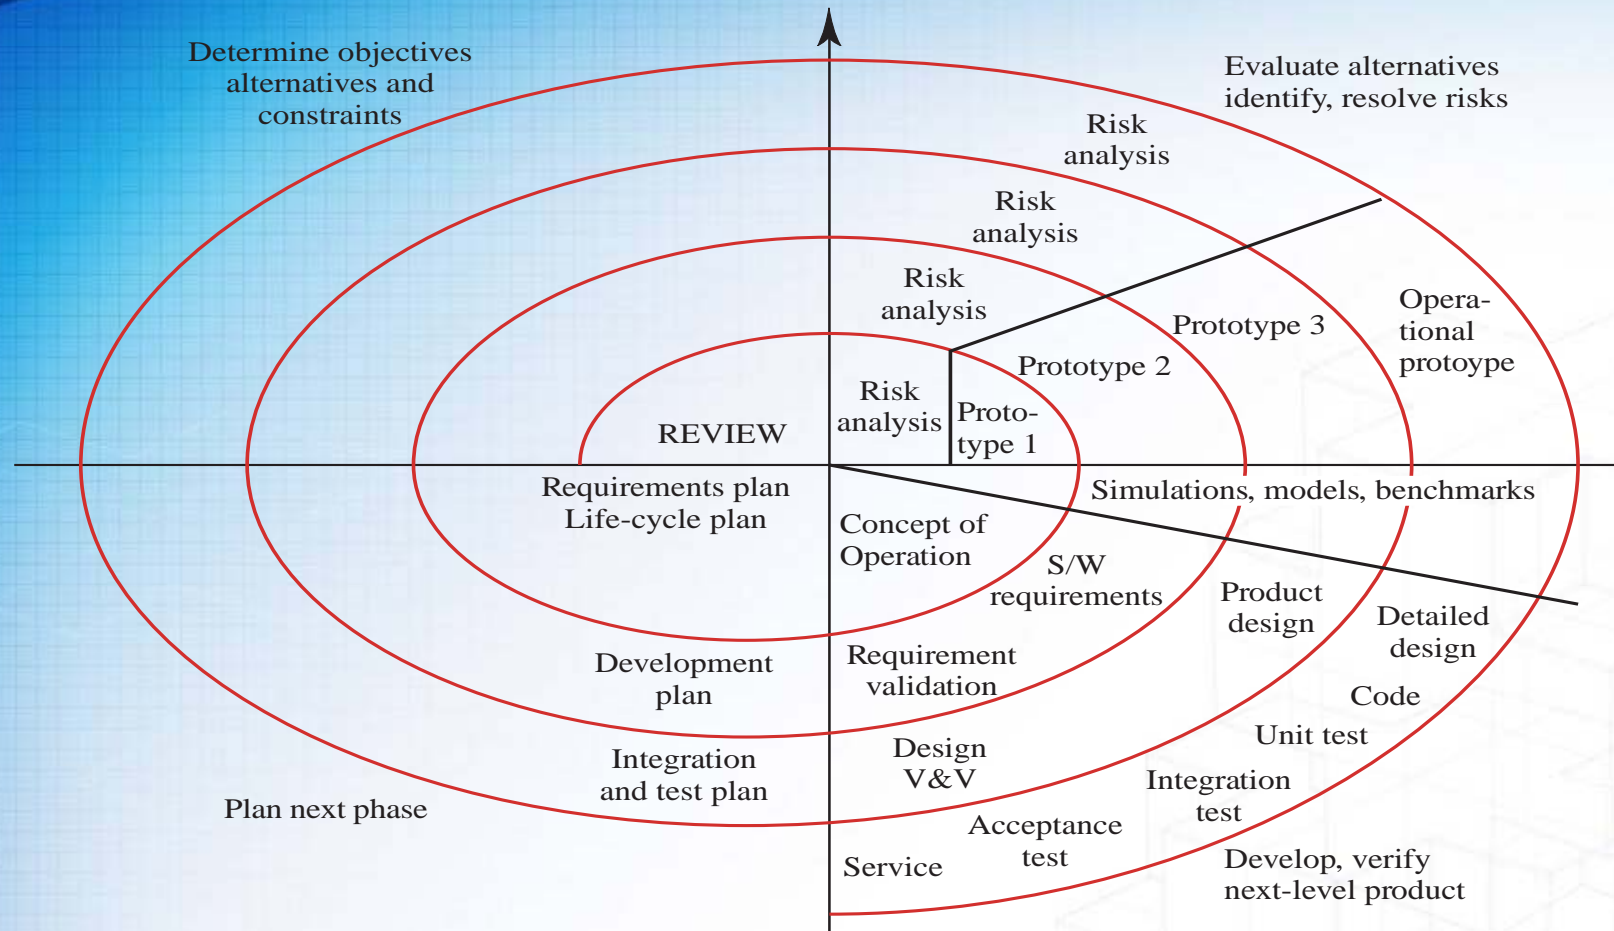 Determine objectives
alternatives and
constraints
Evaluate alternatives
identify, resolve risks
Risk
analysis
Risk
analysis
Risk
analysis
Risk
analysis
Proto-
type 1
Prototype 2
Prototype 3
Opera-
tional
protoype
REVIEW
Requirements plan
Life-cycle plan
Simulations, models, benchmarks
Concept of
Operation
S/W
requirements
Product
design
Detailed
design
Development
plan
Requirement
validation
Code
Unit test
Integration
and test plan
Design
V&V
Integration
test
Plan next phase
Acceptance
test
Service
Develop, verify
next-level product